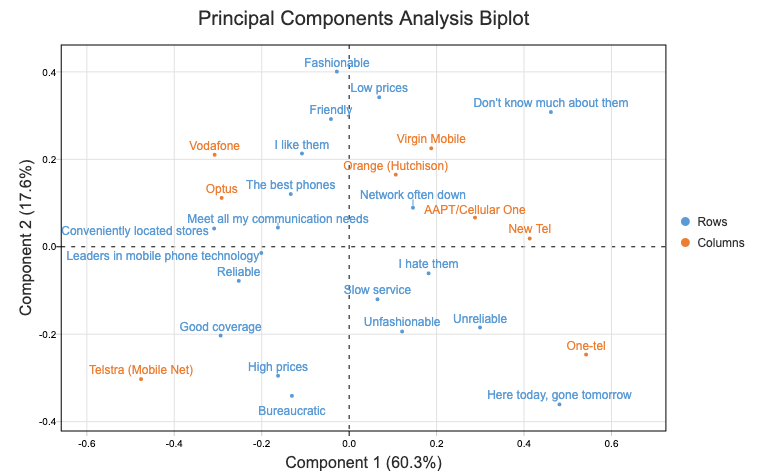 Principal Components Analysis Biplot
Component 2 (17.6%)
0.4
0.2
0.0
-0.2
-0.4
Fashionable
Low prices
Don't know much about them
Friendly
Virgin Mobile
Vodafone
I like them
Orange (Hutchison)
Optus
The best phones
Network often down
AAPT/Cellular One
Meet all my communication needs
Conveniently located stores
New Tel
Leaders in mobile phone technology
I hate them
Reliable
Slow service
Good coverage
Unfashionable
Unreliable
One-tel
Telstra (Mobile Net)
High prices
Here today, gone tomorrow
Bureaucratic
-0.6
-0.4
-0.2
0.0
0.2
0.4
0.6
Component 1 (60.3%)
Rows
Columns